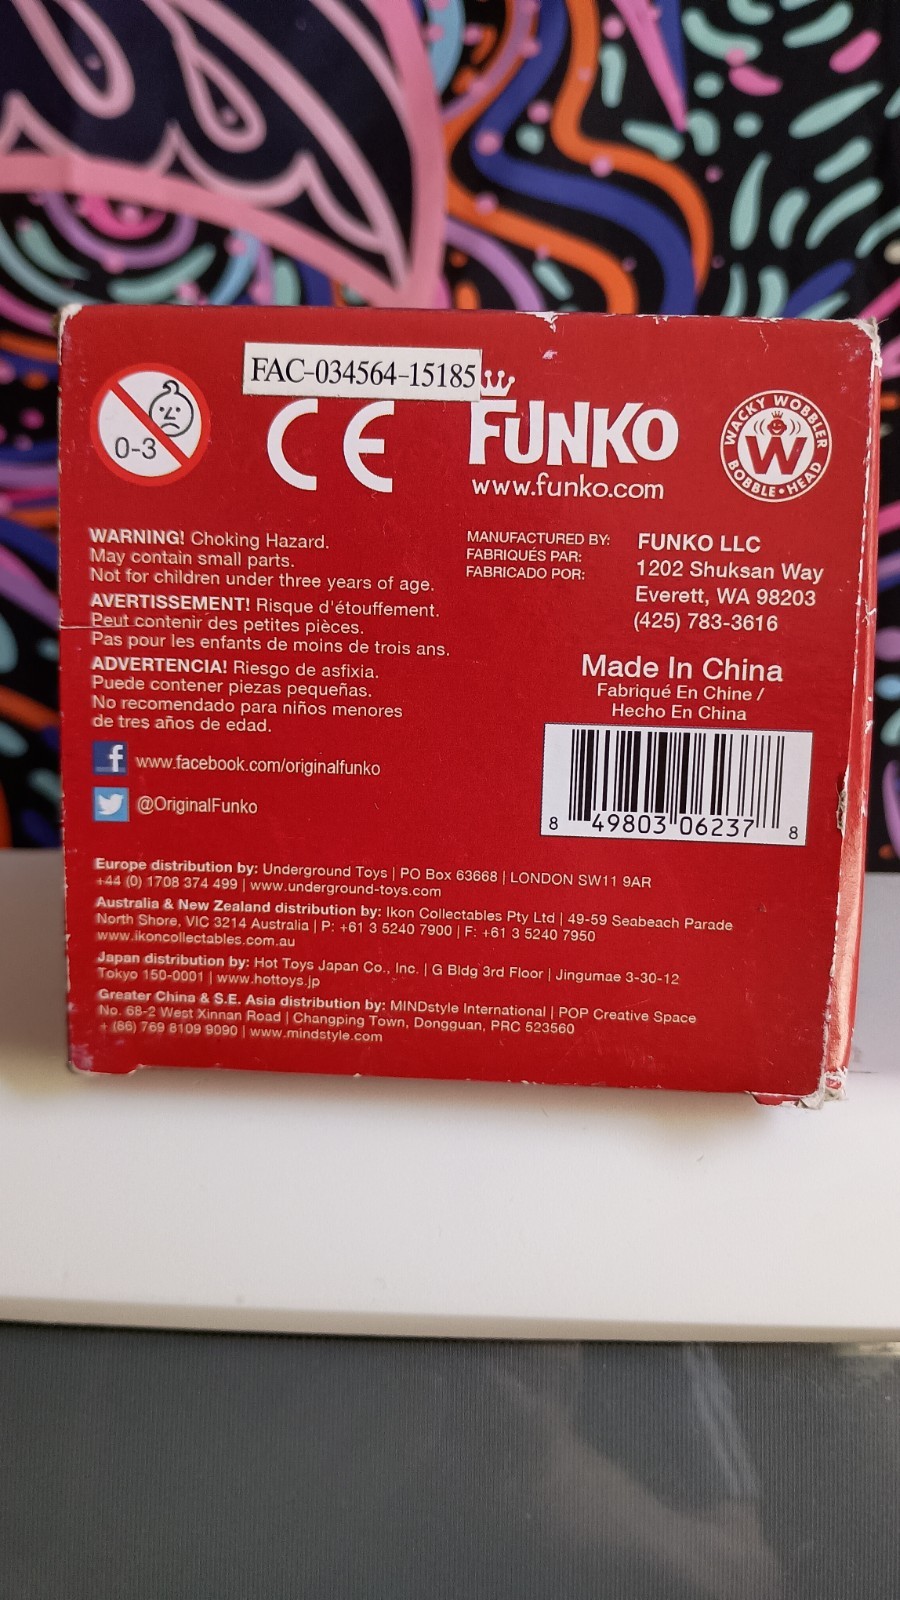 FAC-034564-15185
0-3
CE
FUNKO
www.funko.com
WACKY WOBBLER
W
BOBBLE•HEAD
WARNING! Choking Hazard.
May contain small parts.
Not for children under three years of age.
AVERTISSEMENT! Risque d'étouffement.
Peut contenir des petites pièces.
Pas pour les enfants de moins de trois ans.
ADVERTENCIA! Riesgo de asfixia.
Puede contener piezas pequeñas.
No recomendado para niños menores
de tres años de edad.
f www.facebook.com/originalfunko
@OriginalFunko
MANUFACTURED BY:
FABRIQUÉS PAR:
FABRICADO POR:
FUNKO LLC
1202 Shuksan Way
Everett, WA 98203
(425) 783-3616
Made In China
Fabriqué En Chine /
Hecho En China
8 49803 06237 8
Europe distribution by: Underground Toys | PO Box 63668 | LONDON SW11 9AR
+44 (0) 1708 374 499 | www.underground-toys.com
Australia & New Zealand distribution by: Ikon Collectables Pty Ltd | 49-59 Seabeach Parade
North Shore, VIC 3214 Australia | P: +61 3 5240 7900 | F: +61 3 5240 7950
www.ikoncollectables.com.au
Japan distribution by: Hot Toys Japan Co., Inc. | G Bldg 3rd Floor | Jingumae 3-30-12
Tokyo 150-0001 | www.hottoys.jp
Greater China & S.E. Asia distribution by: MINDstyle International | POP Creative Space
No. 68-2 West Xinnan Road | Changping Town, Dongguan, PRC 523560
+ (86) 769 8109 9090 | www.mindstyle.com